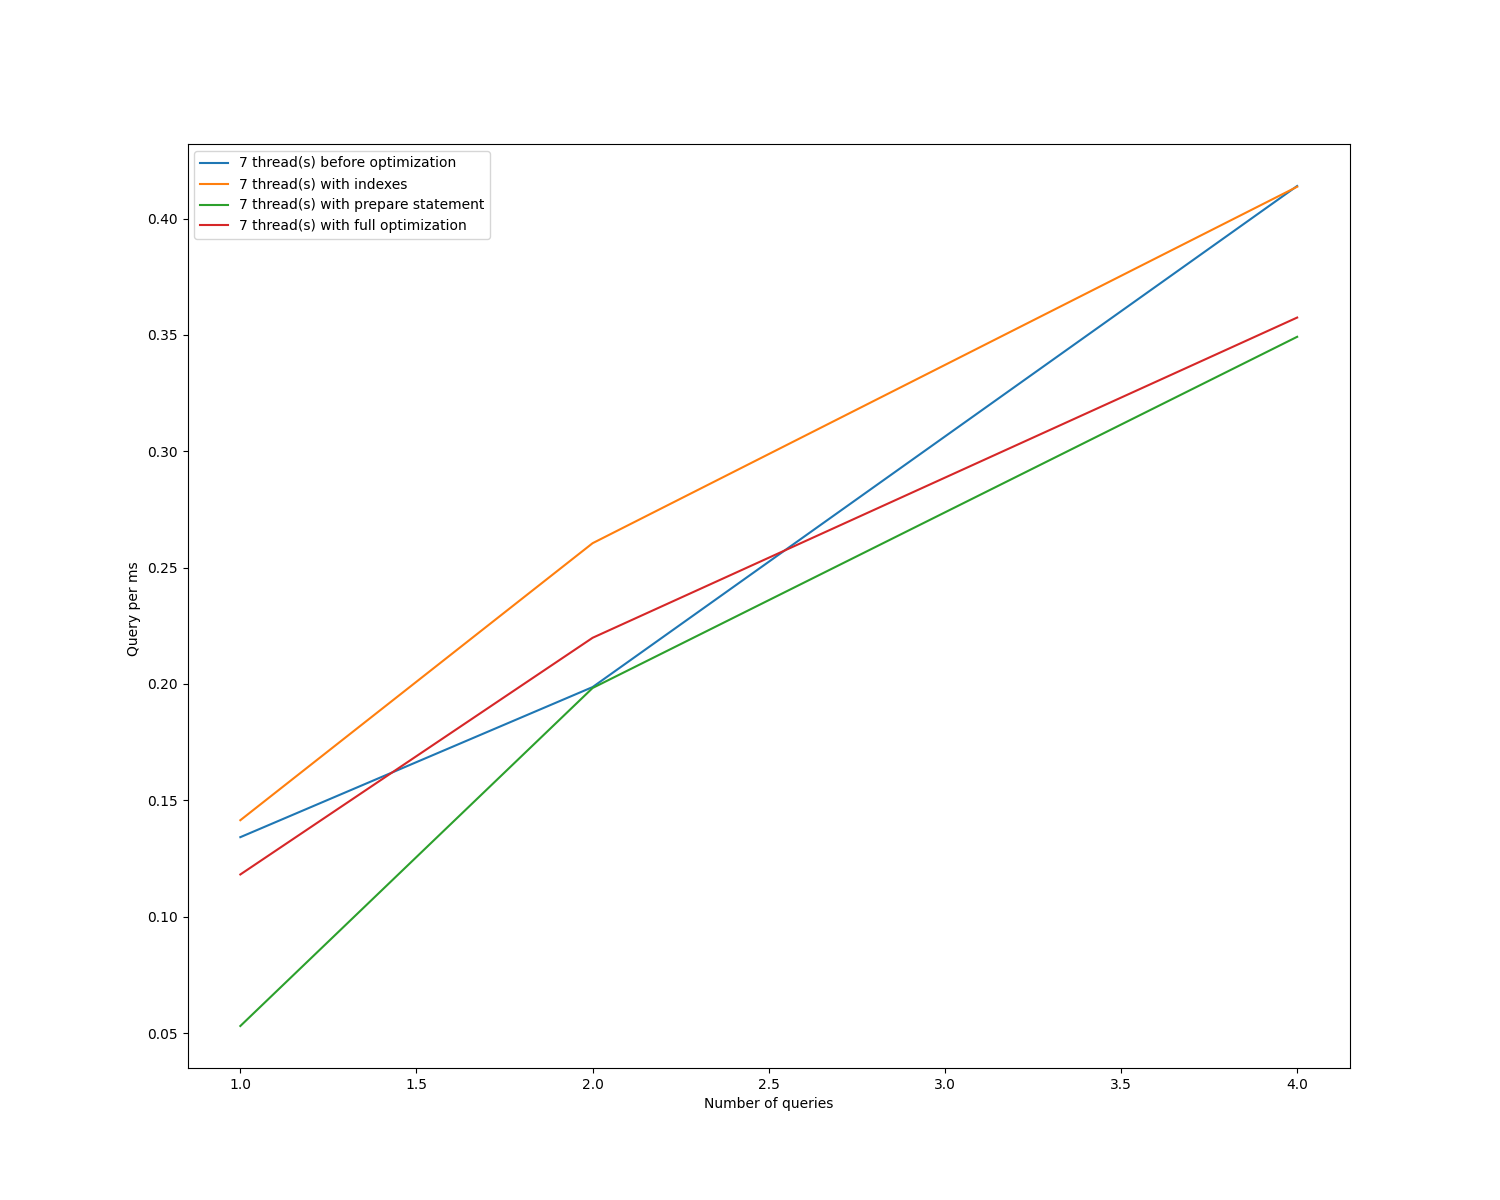 7 thread(s) before optimization
7 thread(s) with indexes
7 thread(s) with prepare statement
7 thread(s) with full optimization
0.40
0.35
0.30
0.25
0.20
0.15
0.10
0.05
Query per ms
1.0 1.5 2.0 2.5 3.0 3.5 4.0
Number of queries